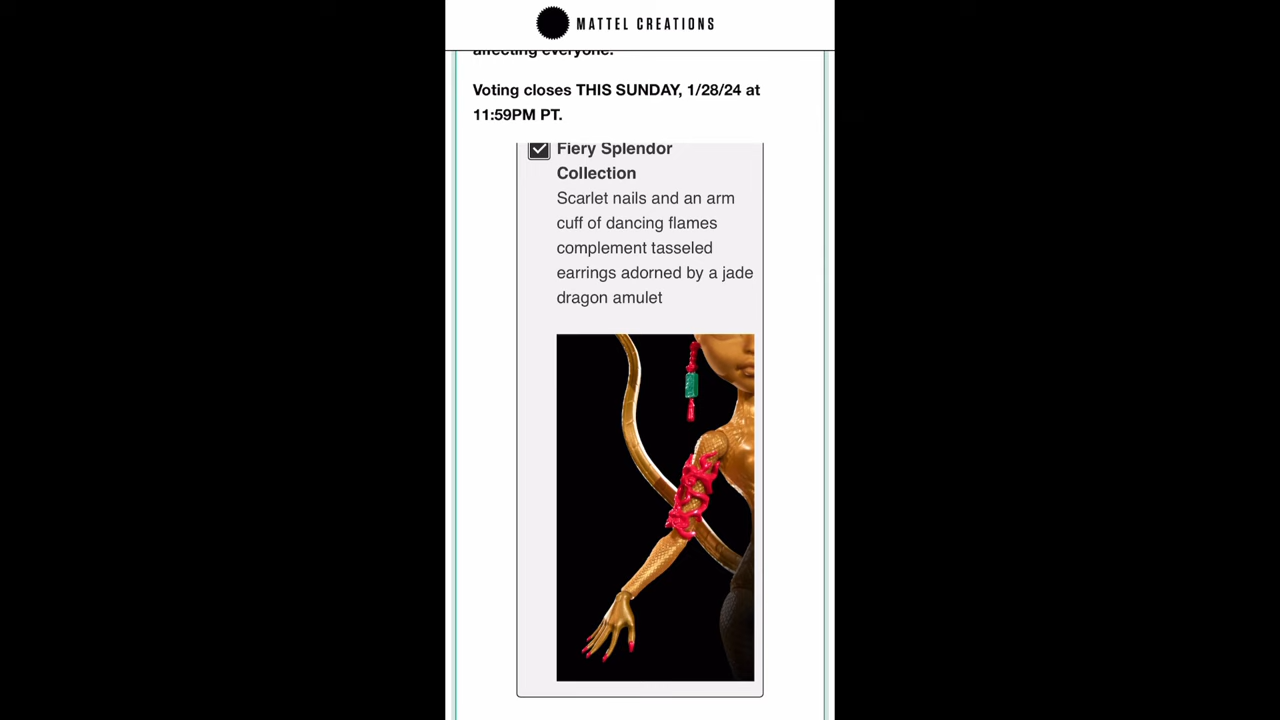 MATTEL CREATIONS
affecting everyone.
Voting closes THIS SUNDAY, 1/28/24 at
11:59PM PT.
Fiery Splendor
Collection
Scarlet nails and an arm
cuff of dancing flames
complement tasseled
earrings adorned by a jade
dragon amulet